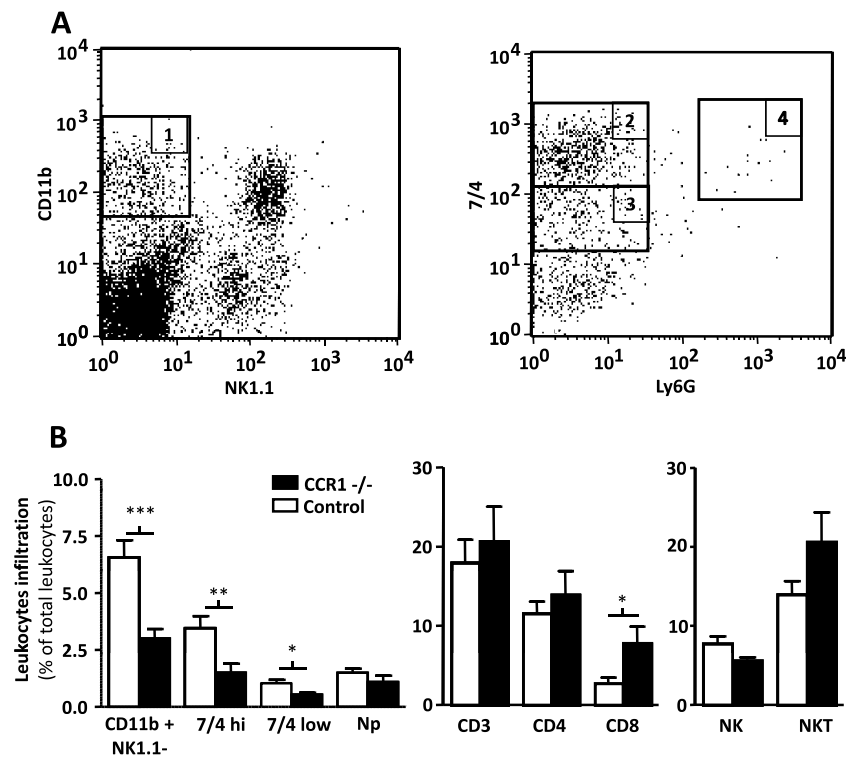 A
10^4
10^3
10^2
10^1
10^0
CD11b
1
10^0 10^1 10^2 10^3 10^4
NK1.1
10^4
10^3
10^2
10^1
10^0
7/4
2
3
4
10^0 10^1 10^2 10^3 10^4
Ly6G
B
Leukocytes infiltration
(% of total leukocytes)
10.0
7.5
5.0
2.5
0.0
CCR1 -/-
Control
***
**
*
CD11b +
NK1.1-
7/4 hi
7/4 low
Np
30
20
10
0
*
CD3
CD4
CD8
30
20
10
0
NK
NKT